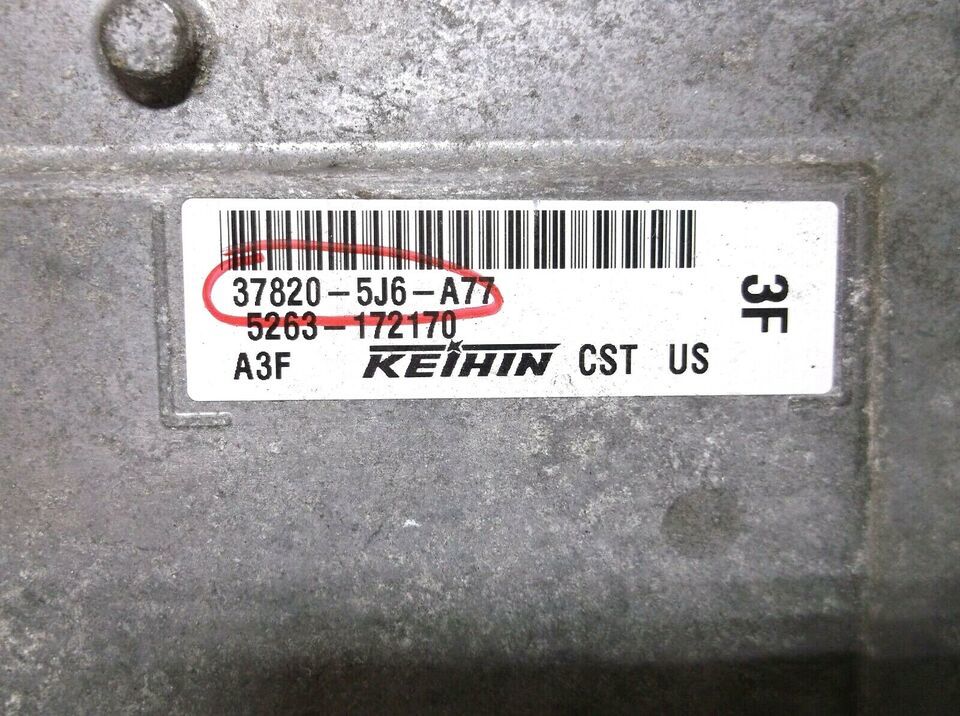 37820-5J6-A77
5263-172170
A3F KEIHIN CST US
3F